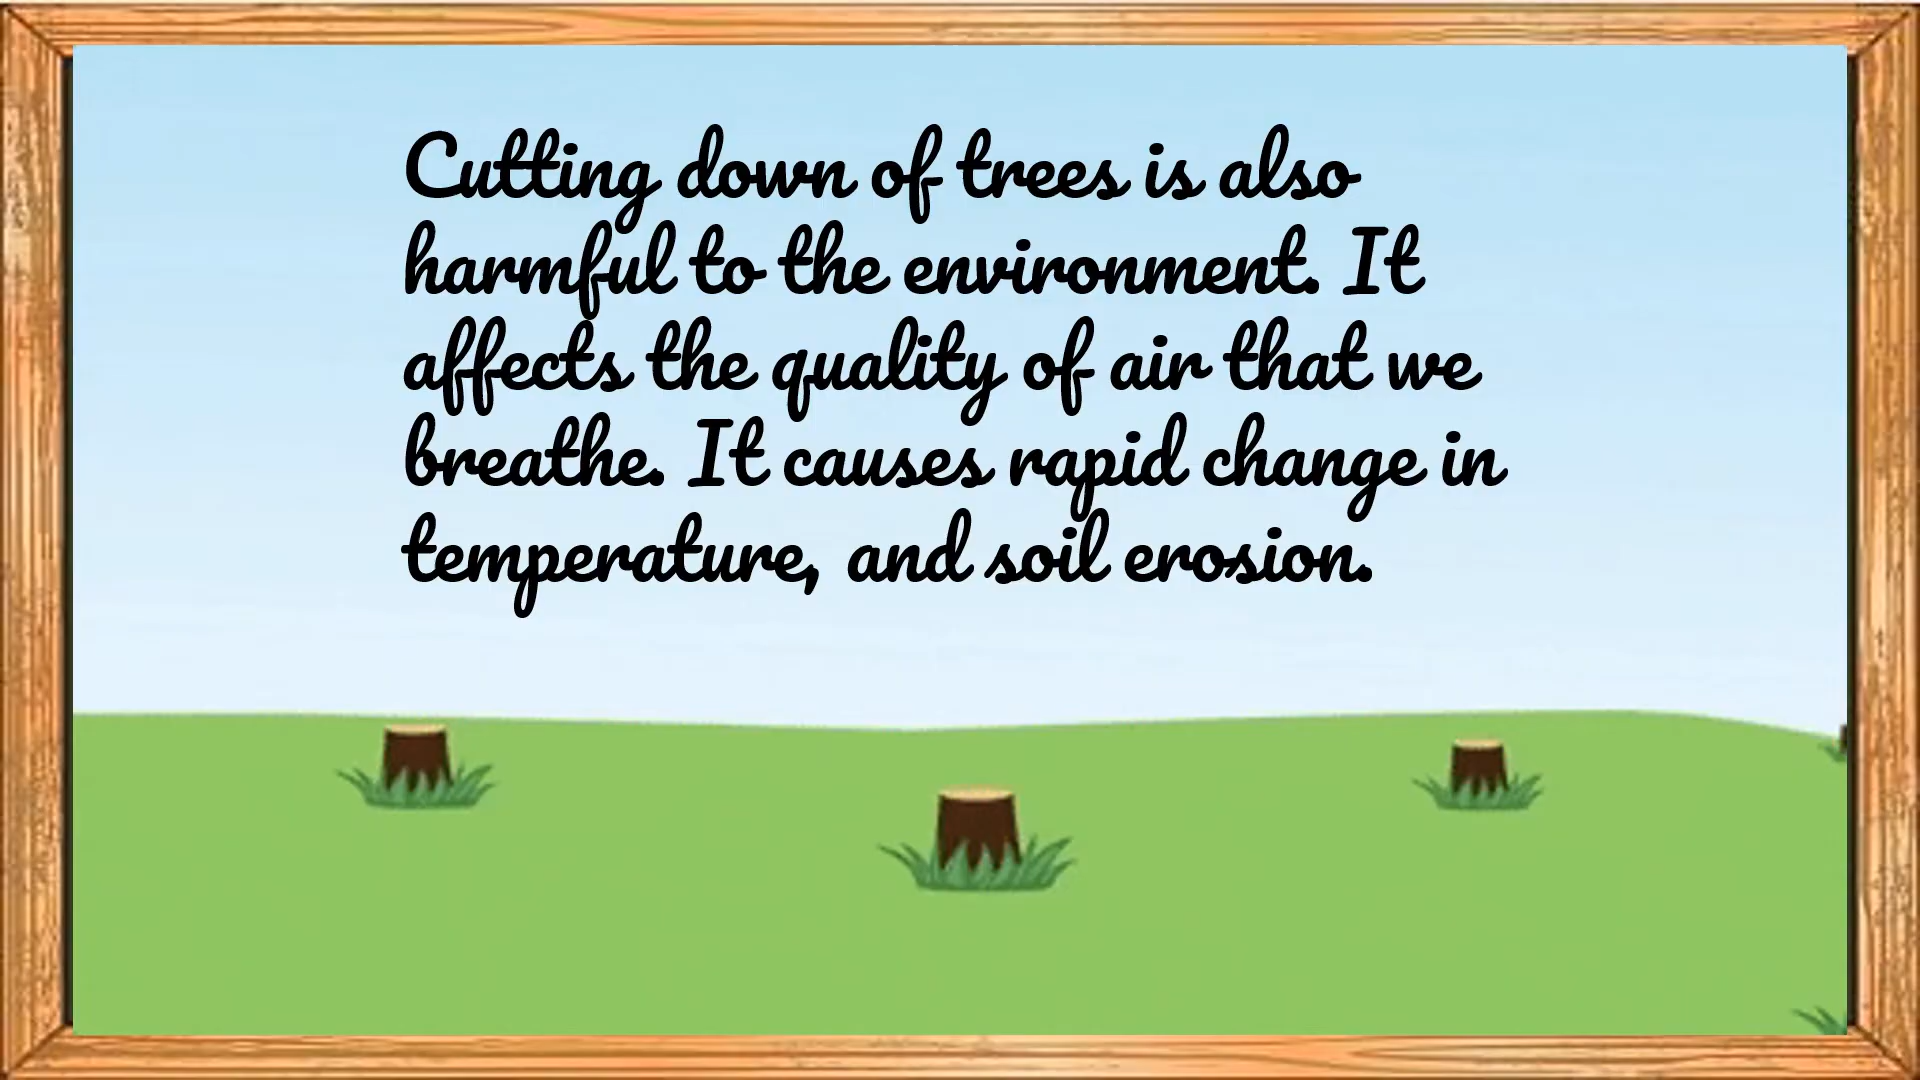 Cutting down of trees is also
harmful to the environment. It
affects the quality of air that we
breathe. It causes rapid change in
temperature, and soil erosion.